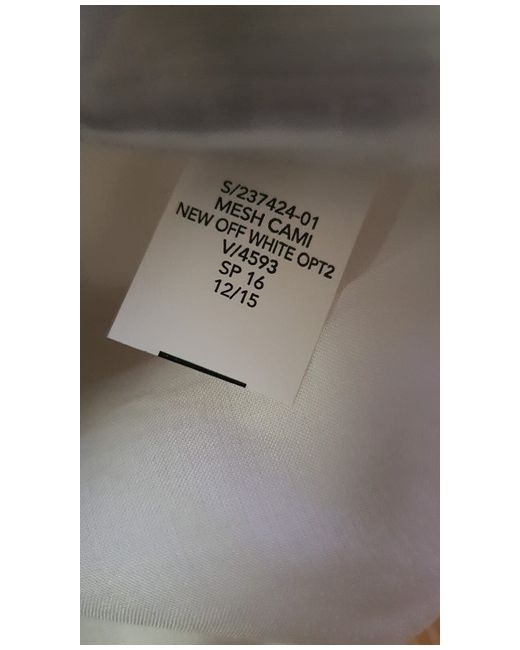 S/237424-01
MESH CAMI
NEW OFF WHITE OPT2
V/4593
SP 16
12/15